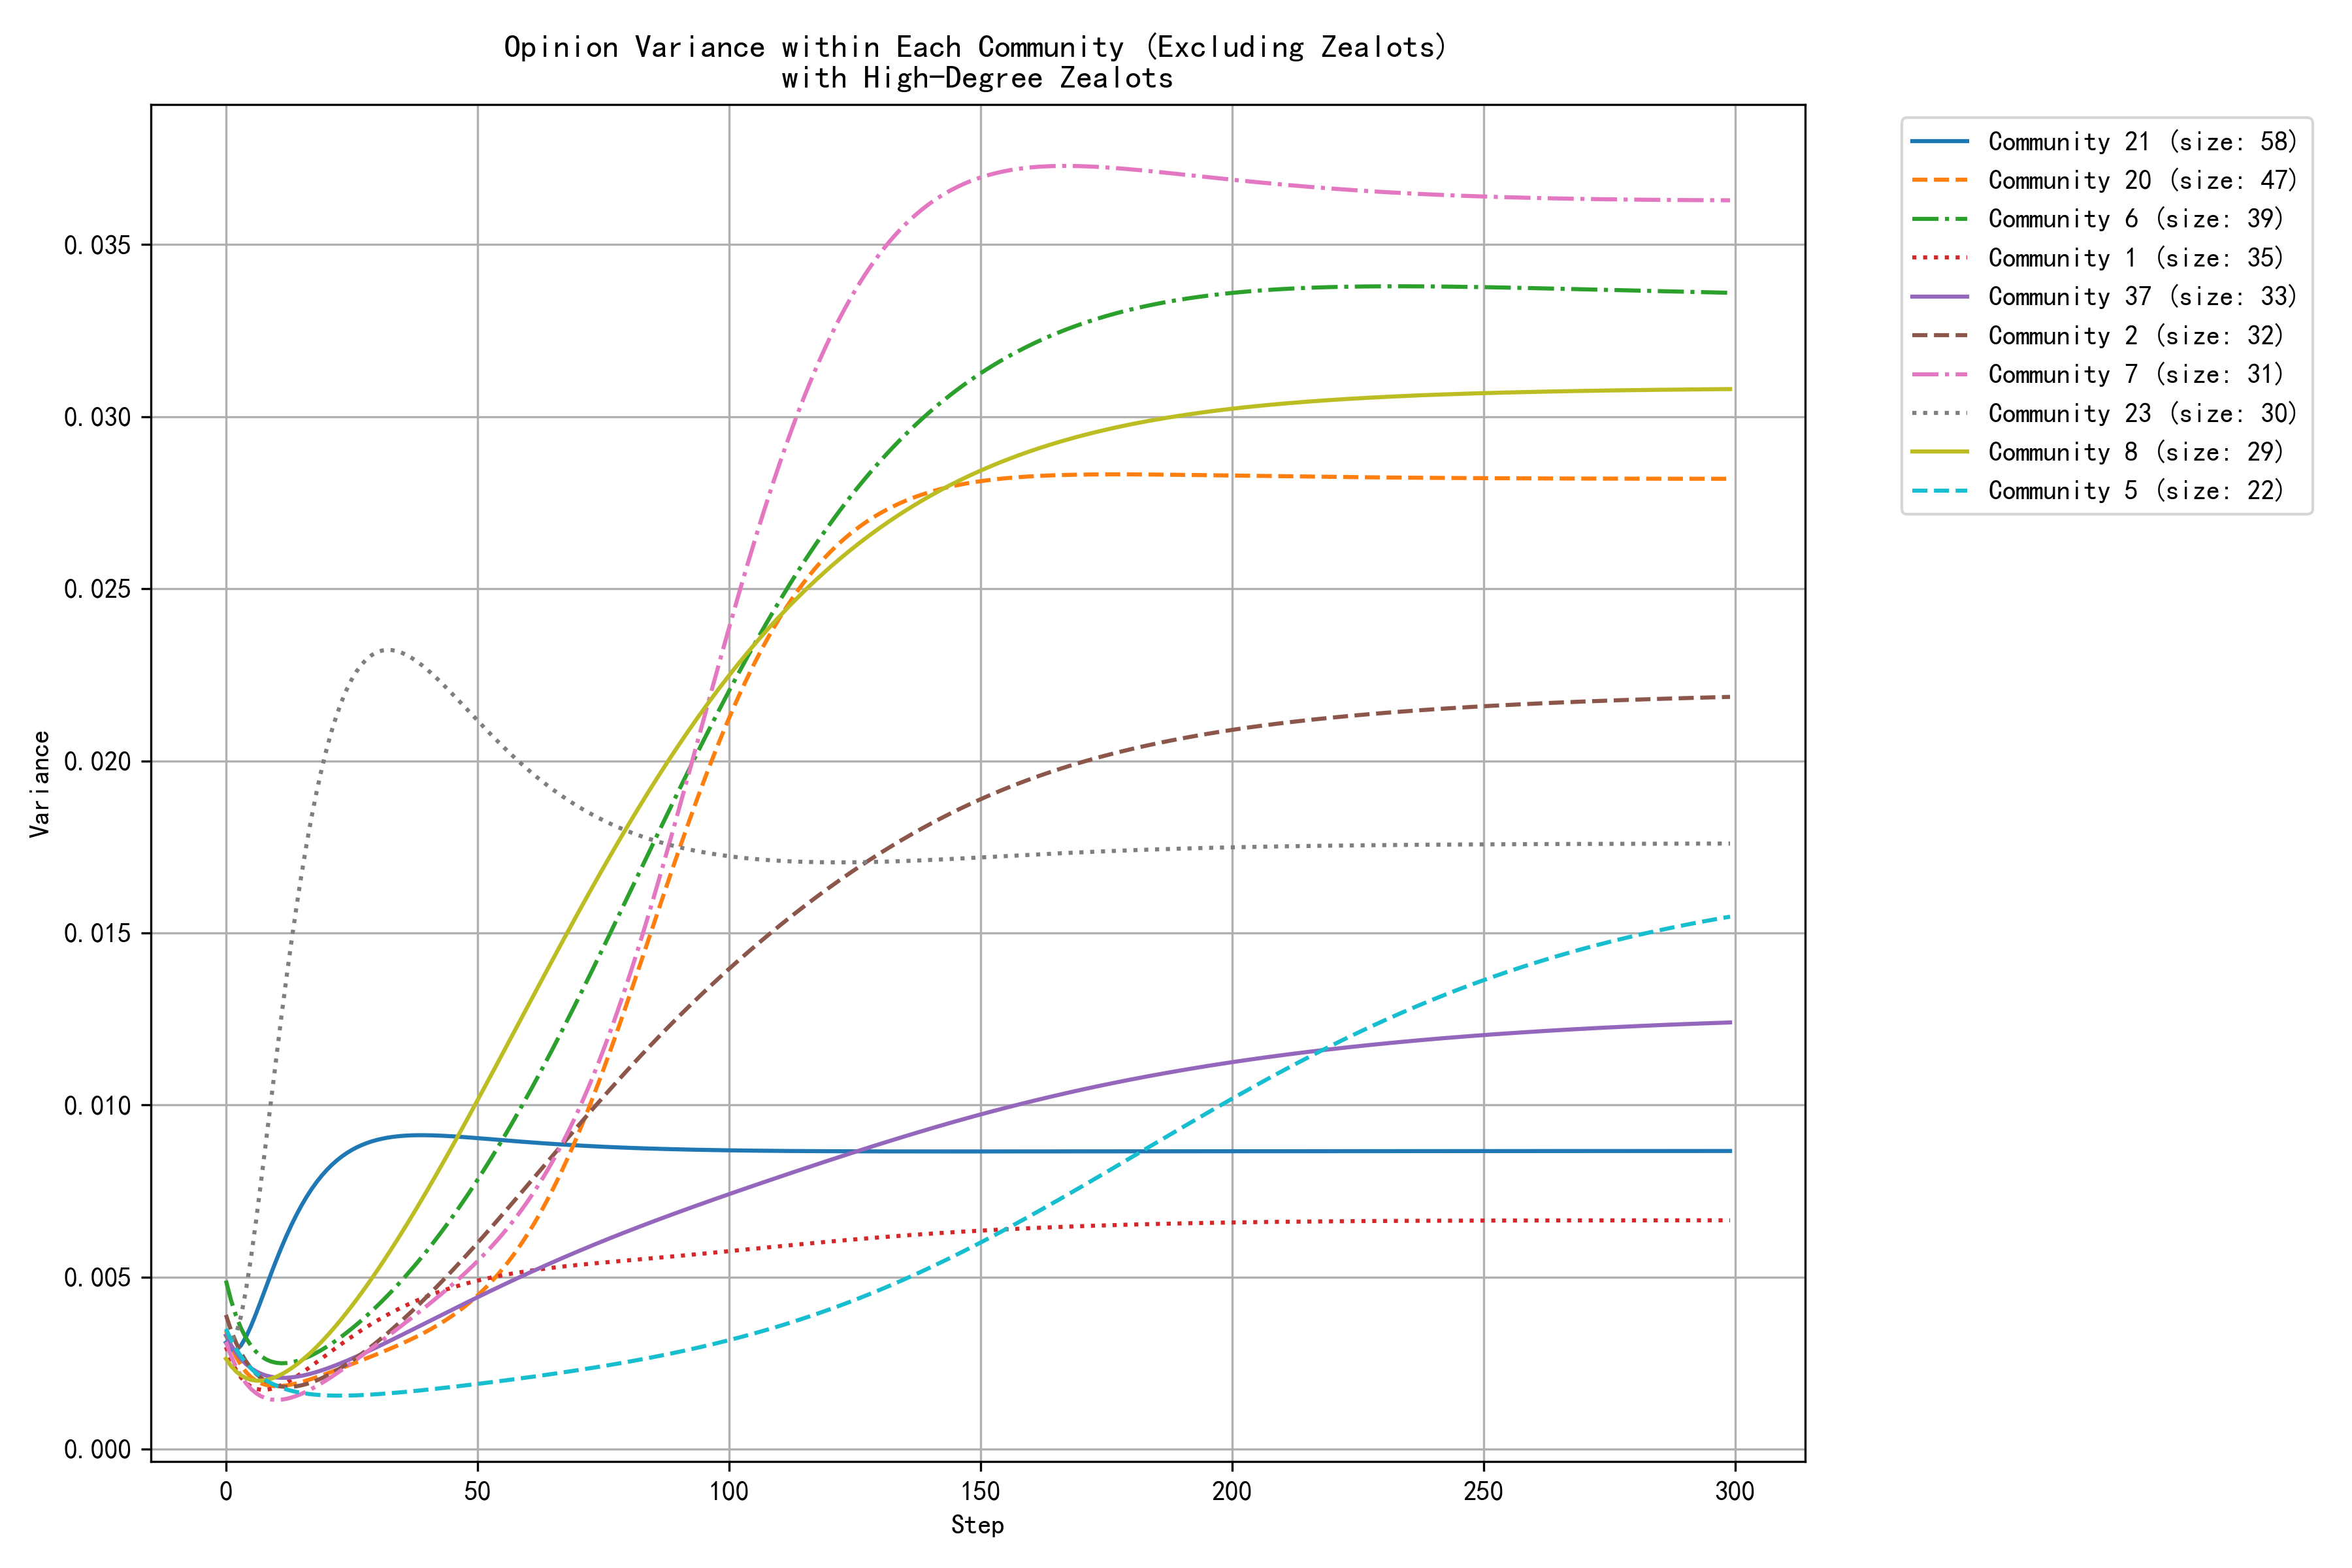 Opinion Variance within Each Community (Excluding Zealots)
with High-Degree Zealots
Variance
0.035
0.030
0.025
0.020
0.015
0.010
0.005
0.000
0 50 100 150 200 250 300
Step
Community 21 (size: 58)
Community 20 (size: 47)
Community 6 (size: 39)
Community 1 (size: 35)
Community 37 (size: 33)
Community 2 (size: 32)
Community 7 (size: 31)
Community 23 (size: 30)
Community 8 (size: 29)
Community 5 (size: 22)